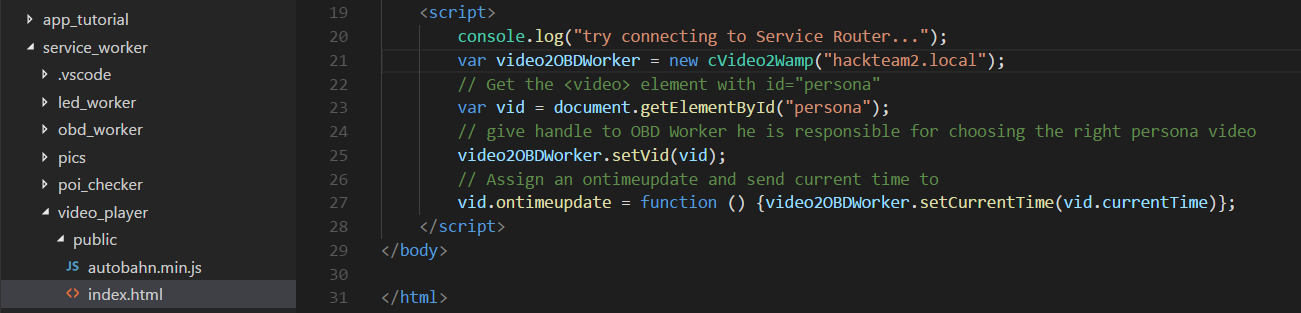 app_tutorial
service_worker
.vscode
led_worker
obd_worker
pics
poi_checker
video_player
public
JS autobahn.min.js
<> index.html
19 <script>
20 console.log("try connecting to Service Router...");
21 var video2OBDWorker = new cVideo2Wamp("hackteam2.local");
22 // Get the <video> element with id="persona"
23 var vid = document.getElementById("persona");
24 // give handle to OBD Worker he is responsible for choosing the right persona video
25 video2OBDWorker.setVid(vid);
26 // Assign an ontimeupdate and send current time to
27 vid.ontimeupdate = function () {video2OBDWorker.setCurrentTime(vid.currentTime)};
28 </script>
29 </body>
30
31 </html>